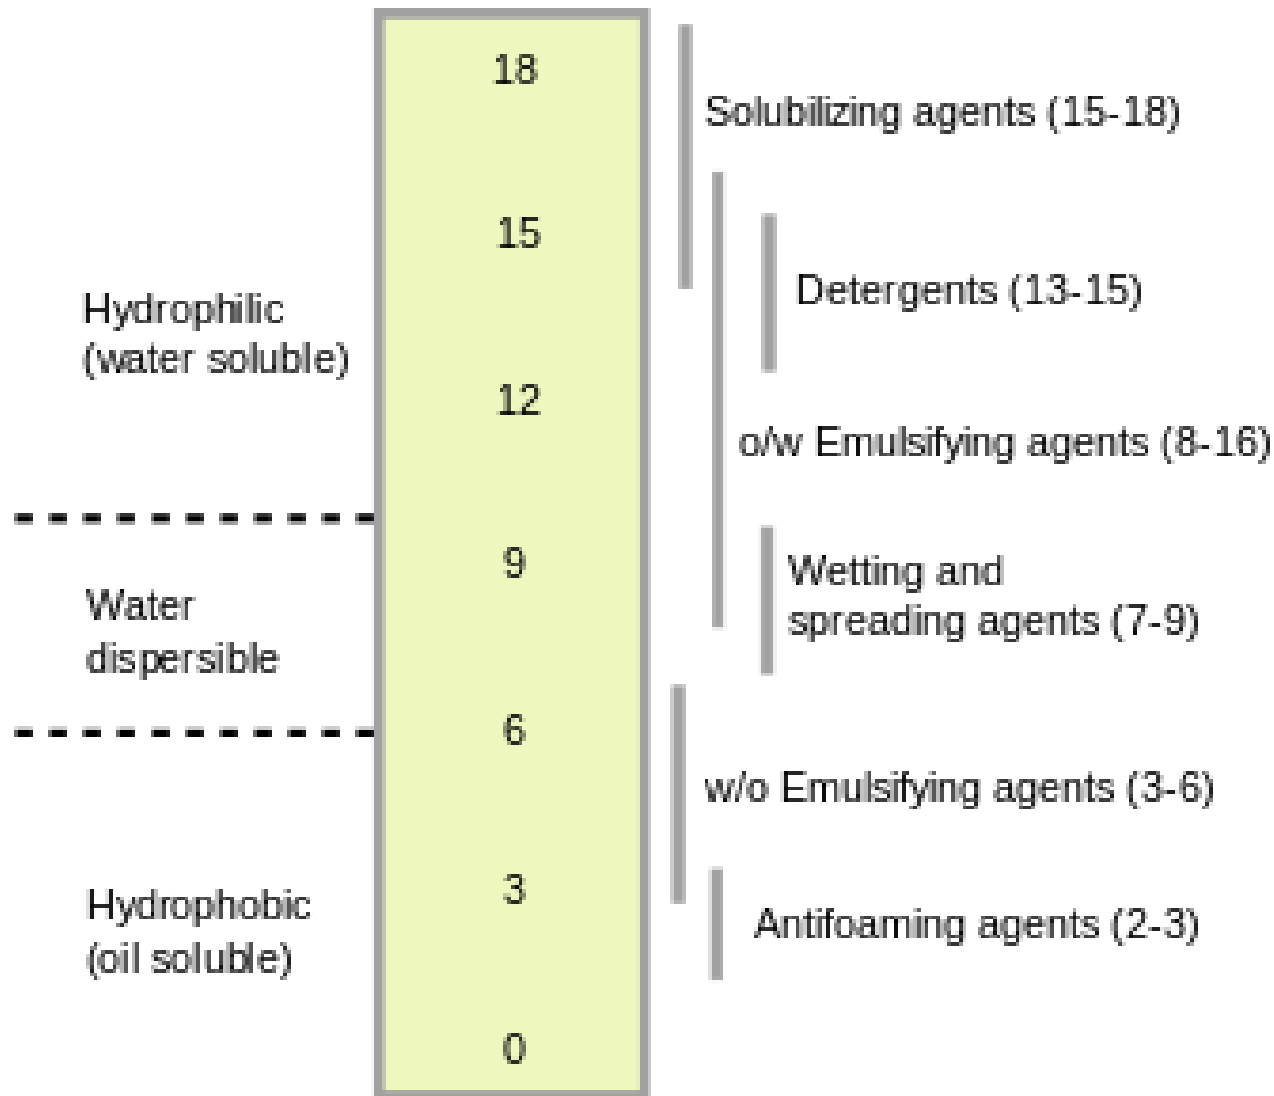 18
Solubilizing agents (15-18)
15
Detergents (13-15)
Hydrophilic
(water soluble)
12
o/w Emulsifying agents (8-16)
9
Wetting and
spreading agents (7-9)
Water
dispersible
6
w/o Emulsifying agents (3-6)
3
Hydrophobic
(oil soluble)
Antifoaming agents (2-3)
0